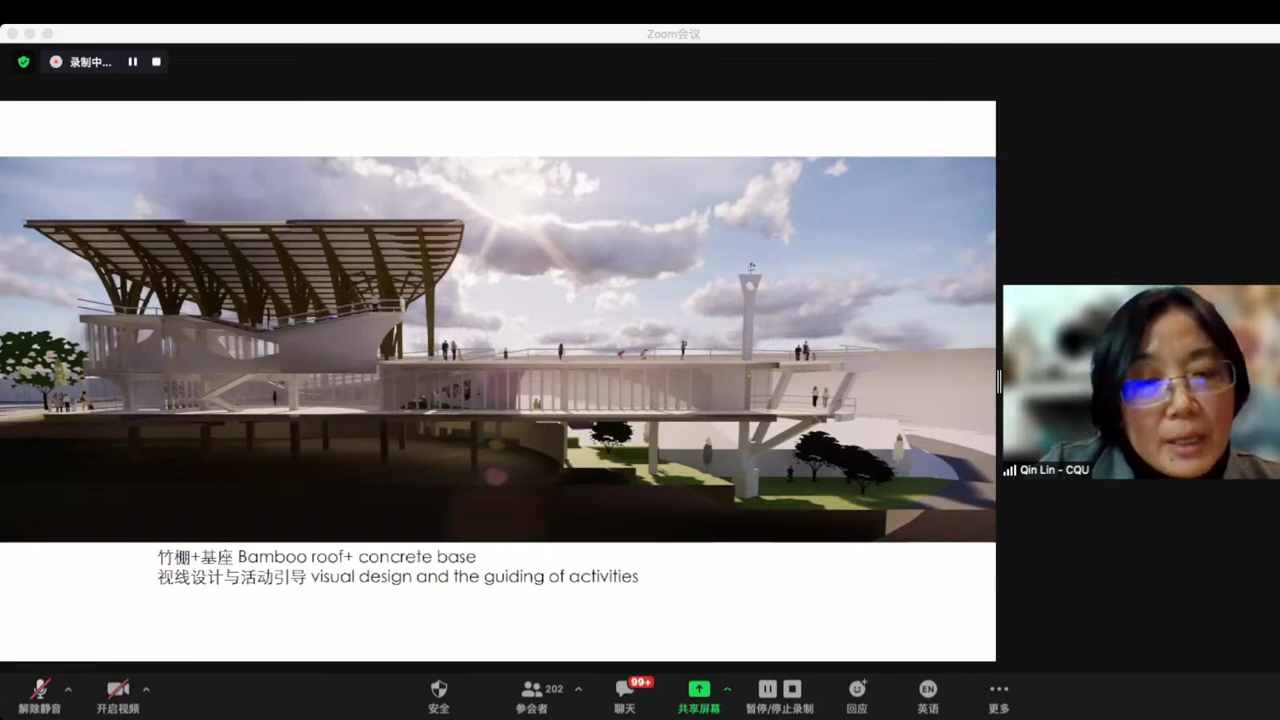 Zoom会议
录制中...
竹棚+基座 Bamboo roof+ concrete base
视线设计与活动引导 visual design and the guiding of activities
Qin Lin - CQU
解除静音
开启视频
安全
202
参会者
99+
聊天
共享屏幕
暂停/停止录制
回应
EN
英语
更多